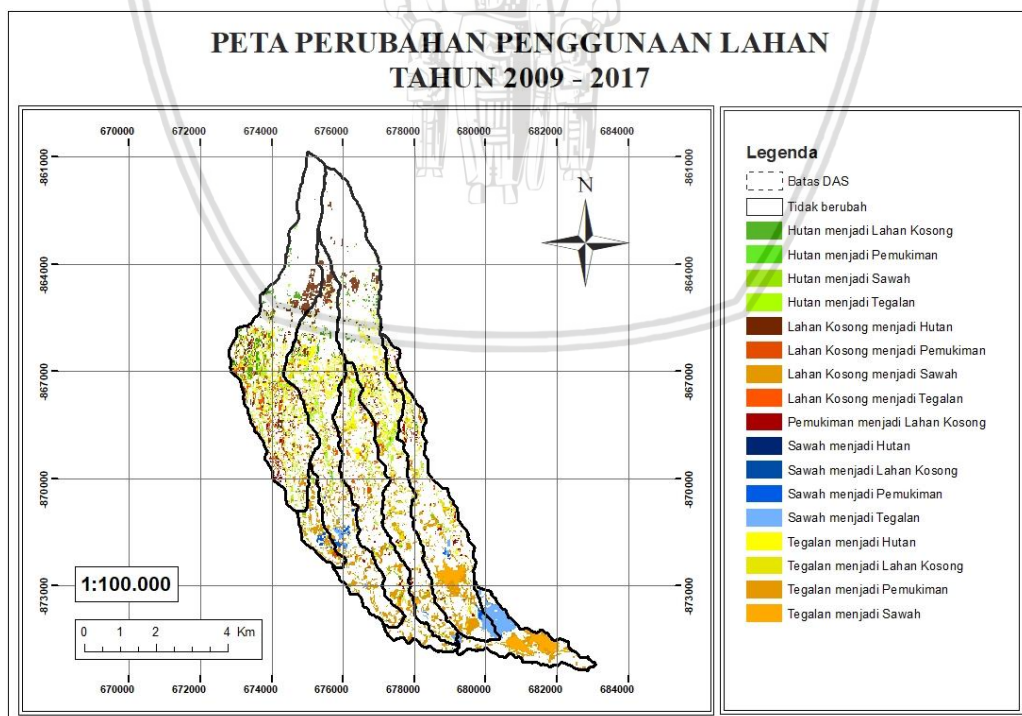 PETA PERUBAHAN PENGGUNAAN LAHAN
TAHUN 2009 - 2017
670000 672000 674000 676000 678000 680000 682000 684000
-861000 -861000
N
-864000 -864000
-867000 -867000
-870000 -870000
-873000 -873000
1:100.000
0 1 2 4 Km
670000 672000 674000 676000 678000 680000 682000 684000
Legenda
Batas DAS
Tidak berubah
Hutan menjadi Lahan Kosong
Hutan menjadi Pemukiman
Hutan menjadi Sawah
Hutan menjadi Tegalan
Lahan Kosong menjadi Hutan
Lahan Kosong menjadi Pemukiman
Lahan Kosong menjadi Sawah
Lahan Kosong menjadi Tegalan
Pemukiman menjadi Lahan Kosong
Sawah menjadi Hutan
Sawah menjadi Lahan Kosong
Sawah menjadi Pemukiman
Sawah menjadi Tegalan
Tegalan menjadi Hutan
Tegalan menjadi Lahan Kosong
Tegalan menjadi Pemukiman
Tegalan menjadi Sawah